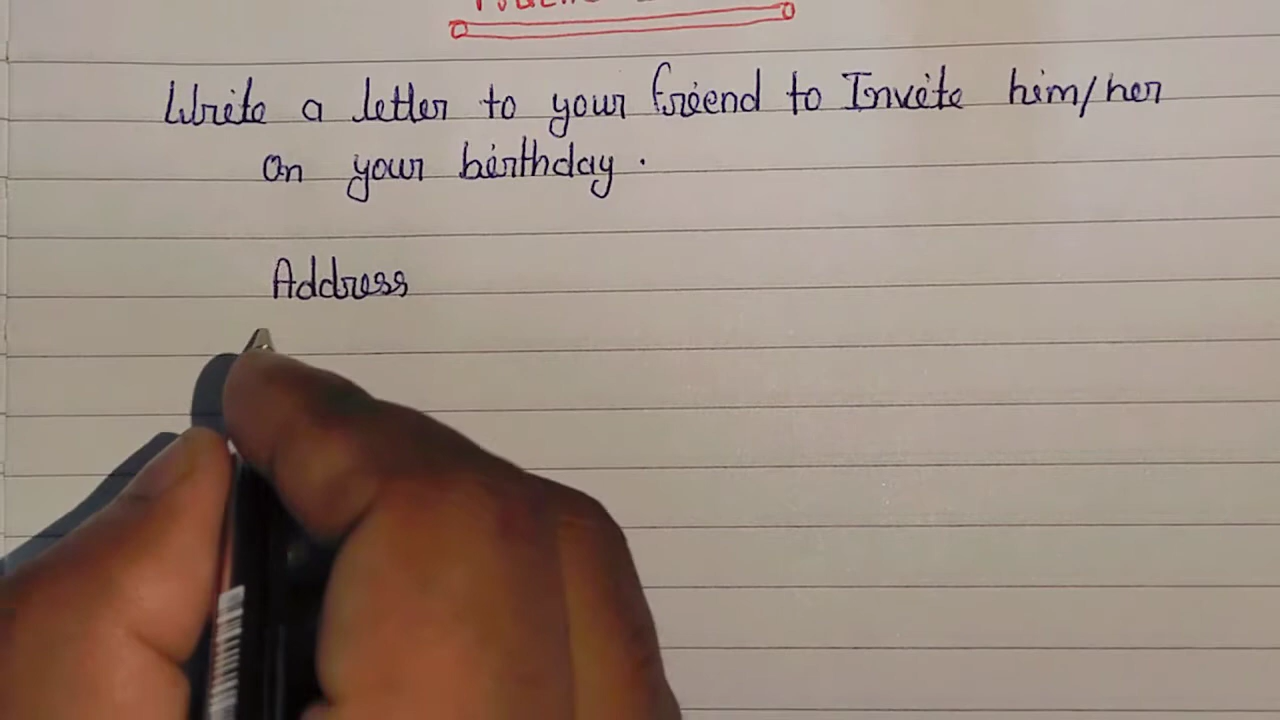 Write a letter to your friend to Invite him/her
On your birthday.
Address